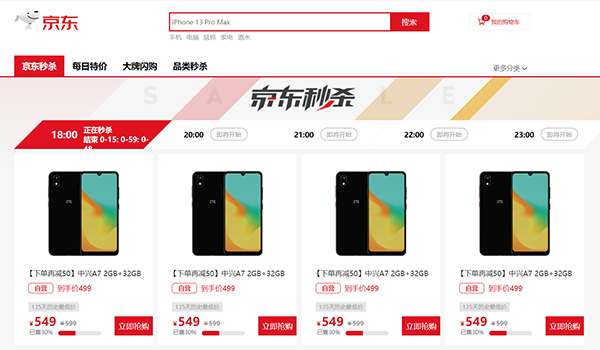 京东
iPhone 13 Pro Max
搜索
0
我的购物车
手机 电脑 鼠标 家电 酒水
京东秒杀 每日特价 大牌闪购 品类秒杀 更多分类
S A L E
京东秒杀
18:00 正在秒杀
结束 0-15: 0-59: 0-
48
20:00 即将开始
21:00 即将开始
22:00 即将开始
23:00 即将开始
ZTE ZTE ZTE ZTE
【下单再减50】中兴A7 2GB+32GB
自营 到手价499
135天历史最低价
¥549 ¥599
已售30%
立即抢购
【下单再减50】中兴A7 2GB+32GB
自营 到手价499
135天历史最低价
¥549 ¥599
已售30%
立即抢购
【下单再减50】中兴A7 2GB+32GB
自营 到手价499
135天历史最低价
¥549 ¥599
已售30%
立即抢购
【下单再减50】中兴A7 2GB+32GB
自营 到手价499
135天历史最低价
¥549 ¥599
已售30%
立即抢购